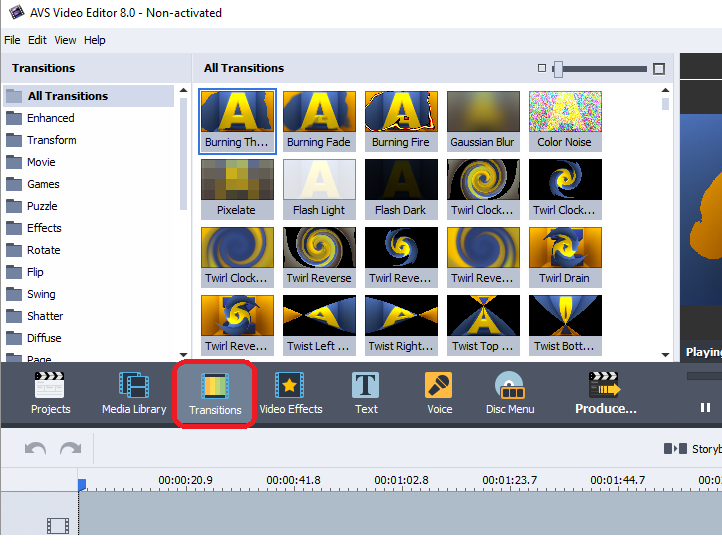 AVS Video Editor 8.0 - Non-activated
File Edit View Help
Transitions
All Transitions
All Transitions
Enhanced
Transform
Movie
Games
Puzzle
Effects
Rotate
Flip
Swing
Shatter
Diffuse
Page
Burning Th... Burning Fade Burning Fire Gaussian Blur Color Noise
Pixelate Flash Light Flash Dark Twirl Clock... Twirl Clock...
Twirl Clock... Twirl Reverse Twirl Reve... Twirl Reve... Twirl Drain
Twirl Reve... Twist Left ... Twist Right... Twist Top ... Twist Bott...
Playing
Projects Media Library Transitions Video Effects Text Voice Disc Menu Produce...
00:00:20.9 00:00:41.8 00:01:02.8 00:01:23.7 00:01:44.7